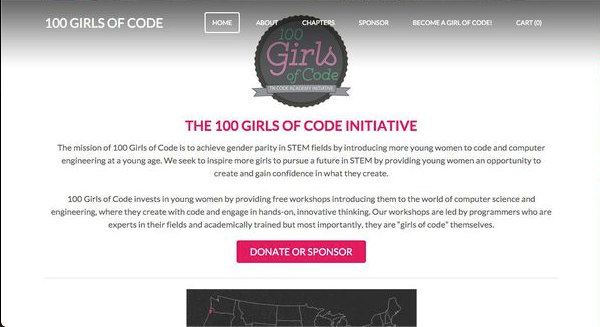 100 GIRLS OF CODE
HOME ABOUT CHAPTERS SPONSOR BECOME A GIRL OF CODE! CART (0)
100
Girls
of Code
TRI CODE ACADEMY INITIATIVE
THE 100 GIRLS OF CODE INITIATIVE
The mission of 100 Girls of Code is to achieve gender parity in STEM fields by introducing more young women to code and computer
engineering at a young age. We seek to inspire more girls to pursue a future in STEM by providing young women an opportunity to
create and gain confidence in what they create.
100 Girls of Code invests in young women by providing free workshops introducing them to the world of computer science and
engineering, where they create with code and engage in hands-on, innovative thinking. Our workshops are led by programmers who are
experts in their fields and academically trained but most importantly, they are "girls of code" themselves.
DONATE OR SPONSOR